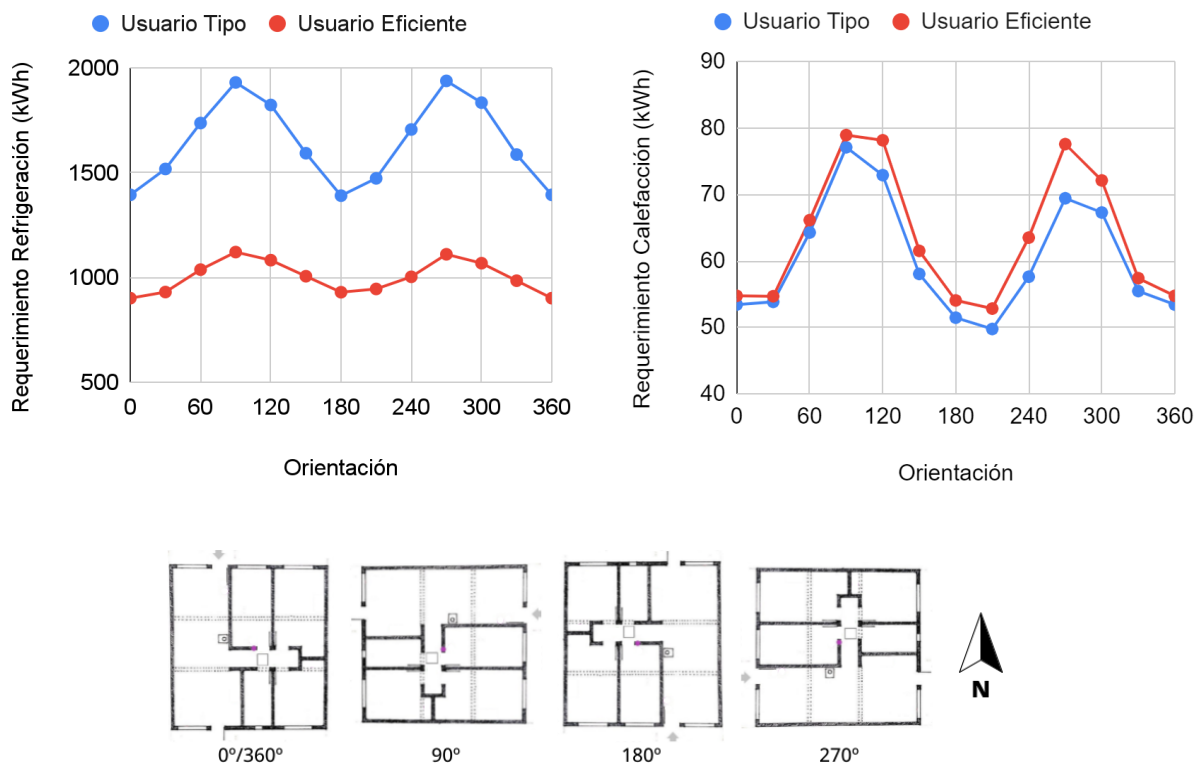 Usuario Tipo Usuario Eficiente
Requerimiento Refrigeración (kWh)
2000
1500
1000
500
0 60 120 180 240 300 360
Orientación
Usuario Tipo Usuario Eficiente
Requerimiento Calefacción (kWh)
90
80
70
60
50
40
0 60 120 180 240 300 360
Orientación
0º/360º 90º 180º 270º
N